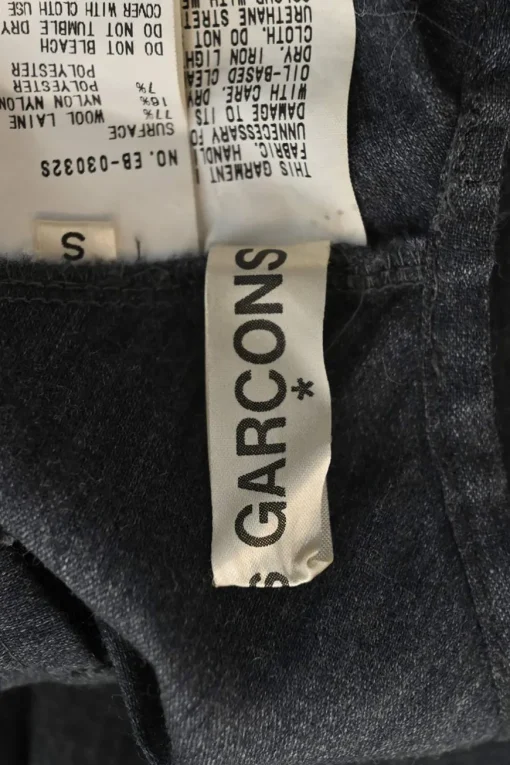 NO. EB-03032S
SURFACE
77% WOOL LAINE
16% NYLON NYLON
7% POLYESTER
POLYESTER
DO NOT BLEACH
DO NOT TUMBLE DRY
COVER WITH CLOTH USE
THIS GARMENT
FABRIC. HANDL
UNNECESSARY FO
DAMAGE TO ITS
WITH CARE. DRY
OIL-BASED CLEA
DRY. IRON LIGH
CLOTH. DO NOT
URETHANE STRET
S
S GARCONS
*